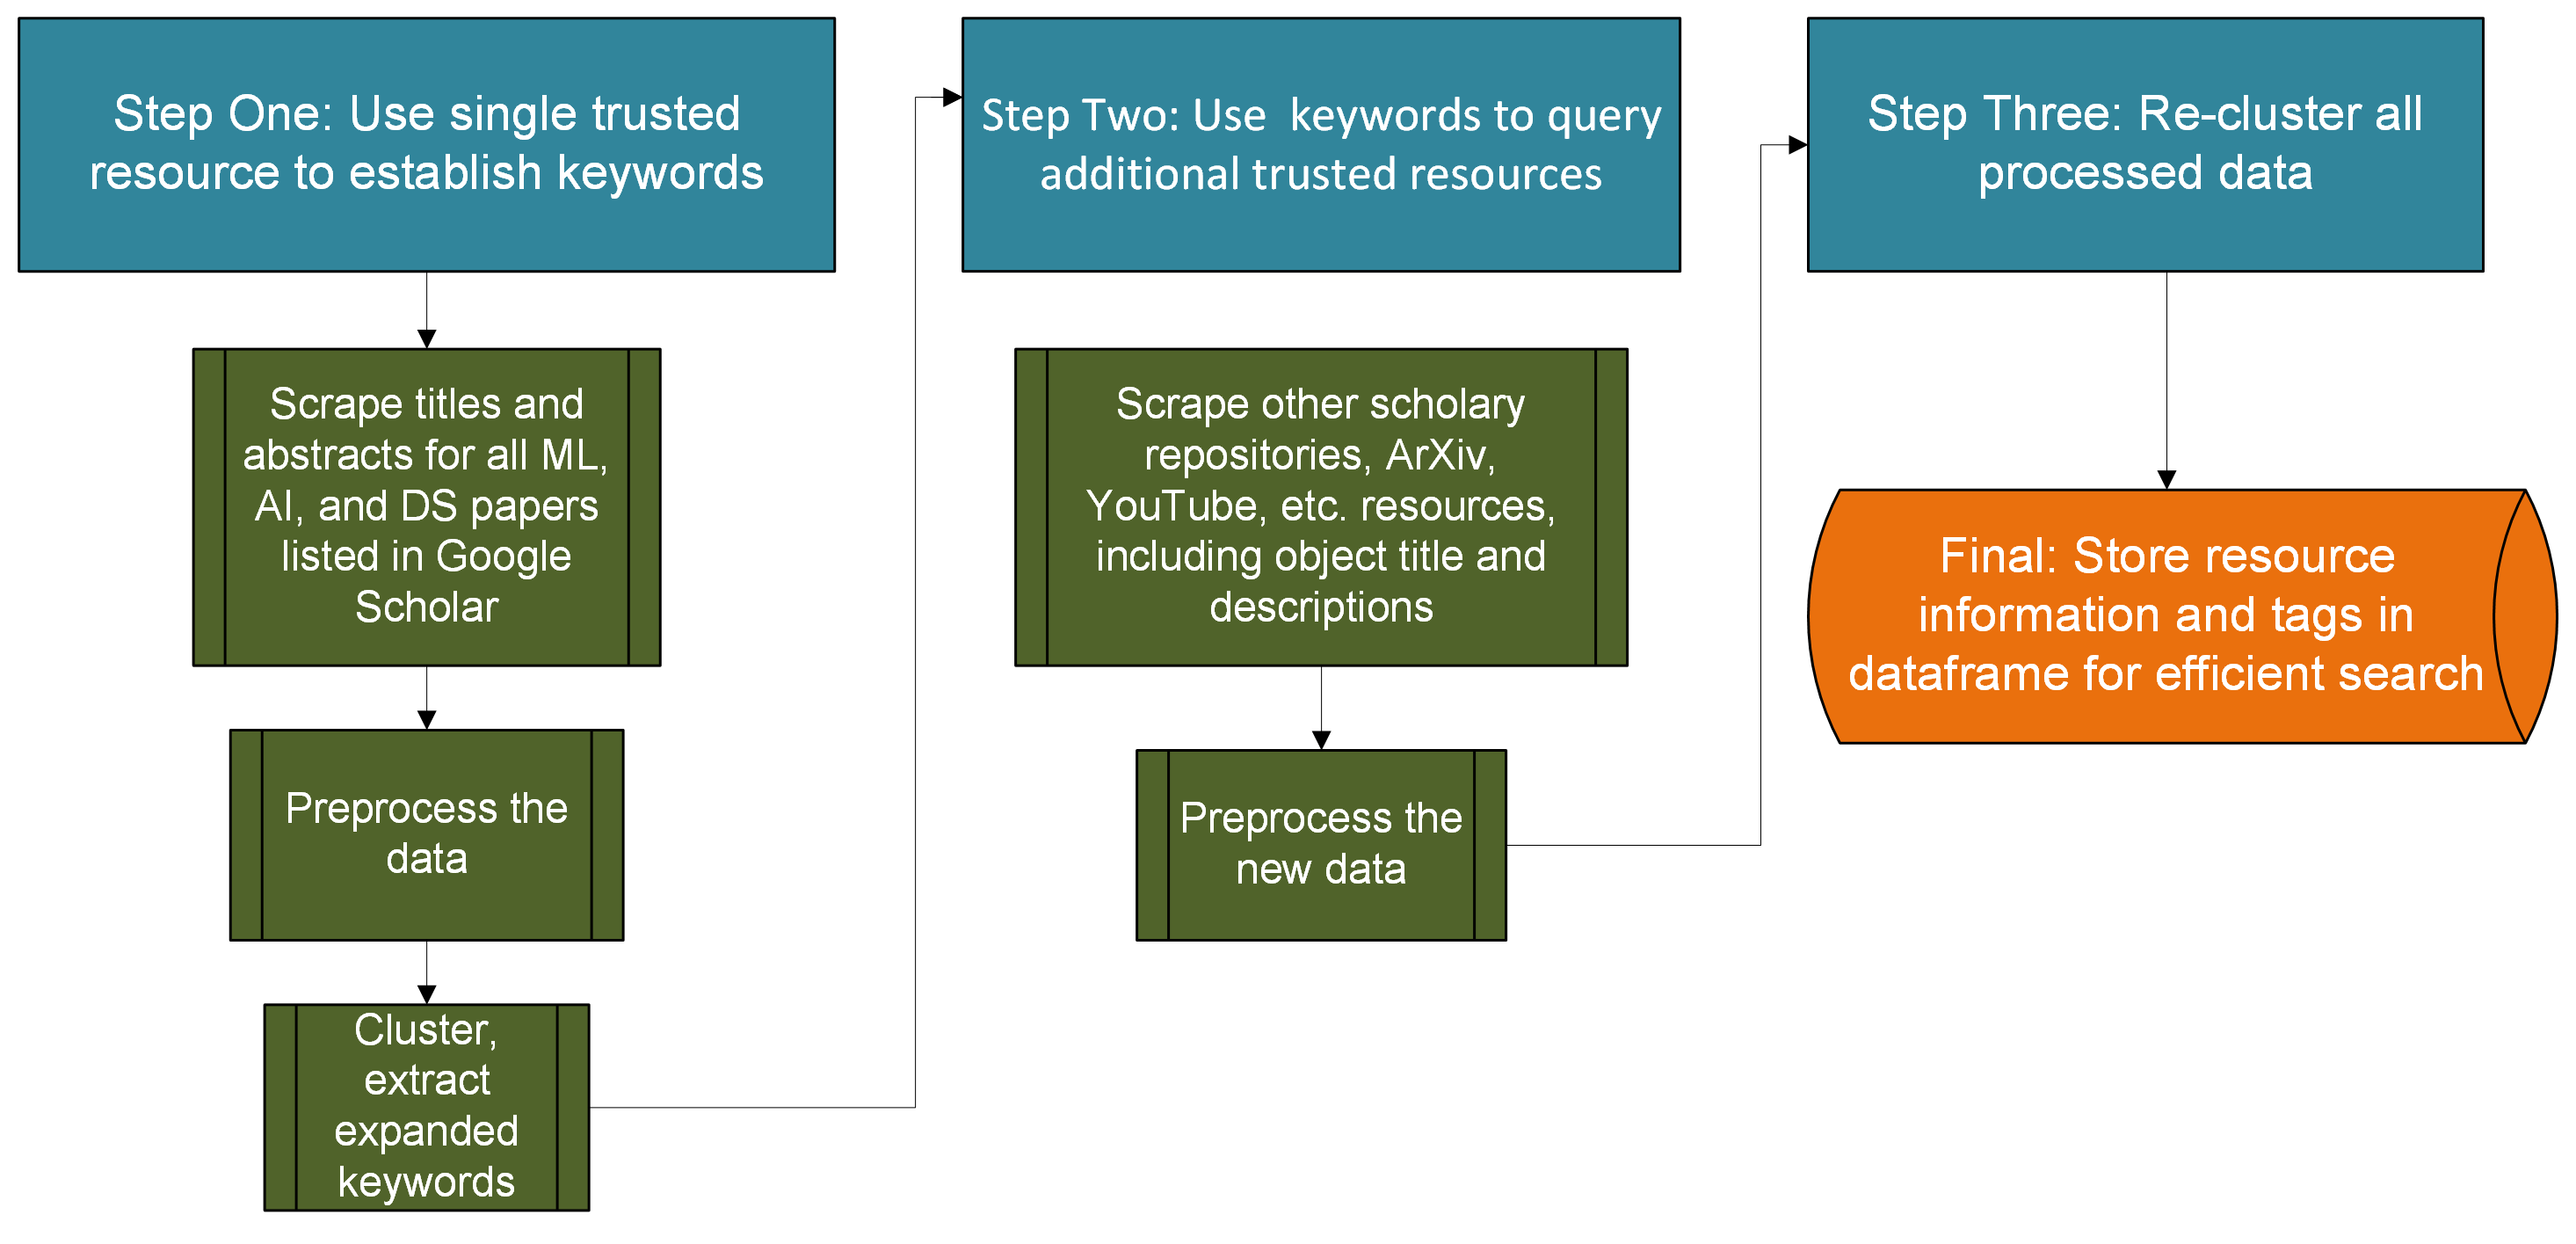 Step One: Use single trusted
resource to establish keywords
Scrape titles and
abstracts for all ML,
AI, and DS papers
listed in Google
Scholar
Preprocess the
data
Cluster,
extract
expanded
keywords
Step Two: Use  keywords to query
additional trusted resources
Scrape other scholary
repositories, ArXiv,
YouTube, etc. resources,
including object title and
descriptions
Preprocess the
new data
Step Three: Re-cluster all
processed data
Final: Store resource
information and tags in
dataframe for efficient search